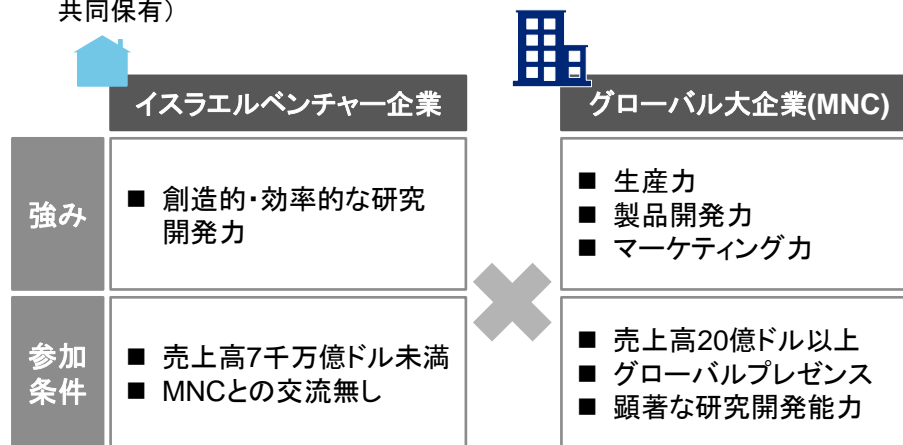 共同保有）
イスラエルベンチャー企業
グローバル大企業(MNC)
強み
■ 創造的・効率的な研究
開発力
■ 生産力
■ 製品開発力
■ マーケティング力
参加
条件
■ 売上高7千万億ドル未満
■ MNCとの交流無し
■ 売上高20億ドル以上
■ グローバルプレゼンス
■ 顕著な研究開発能力